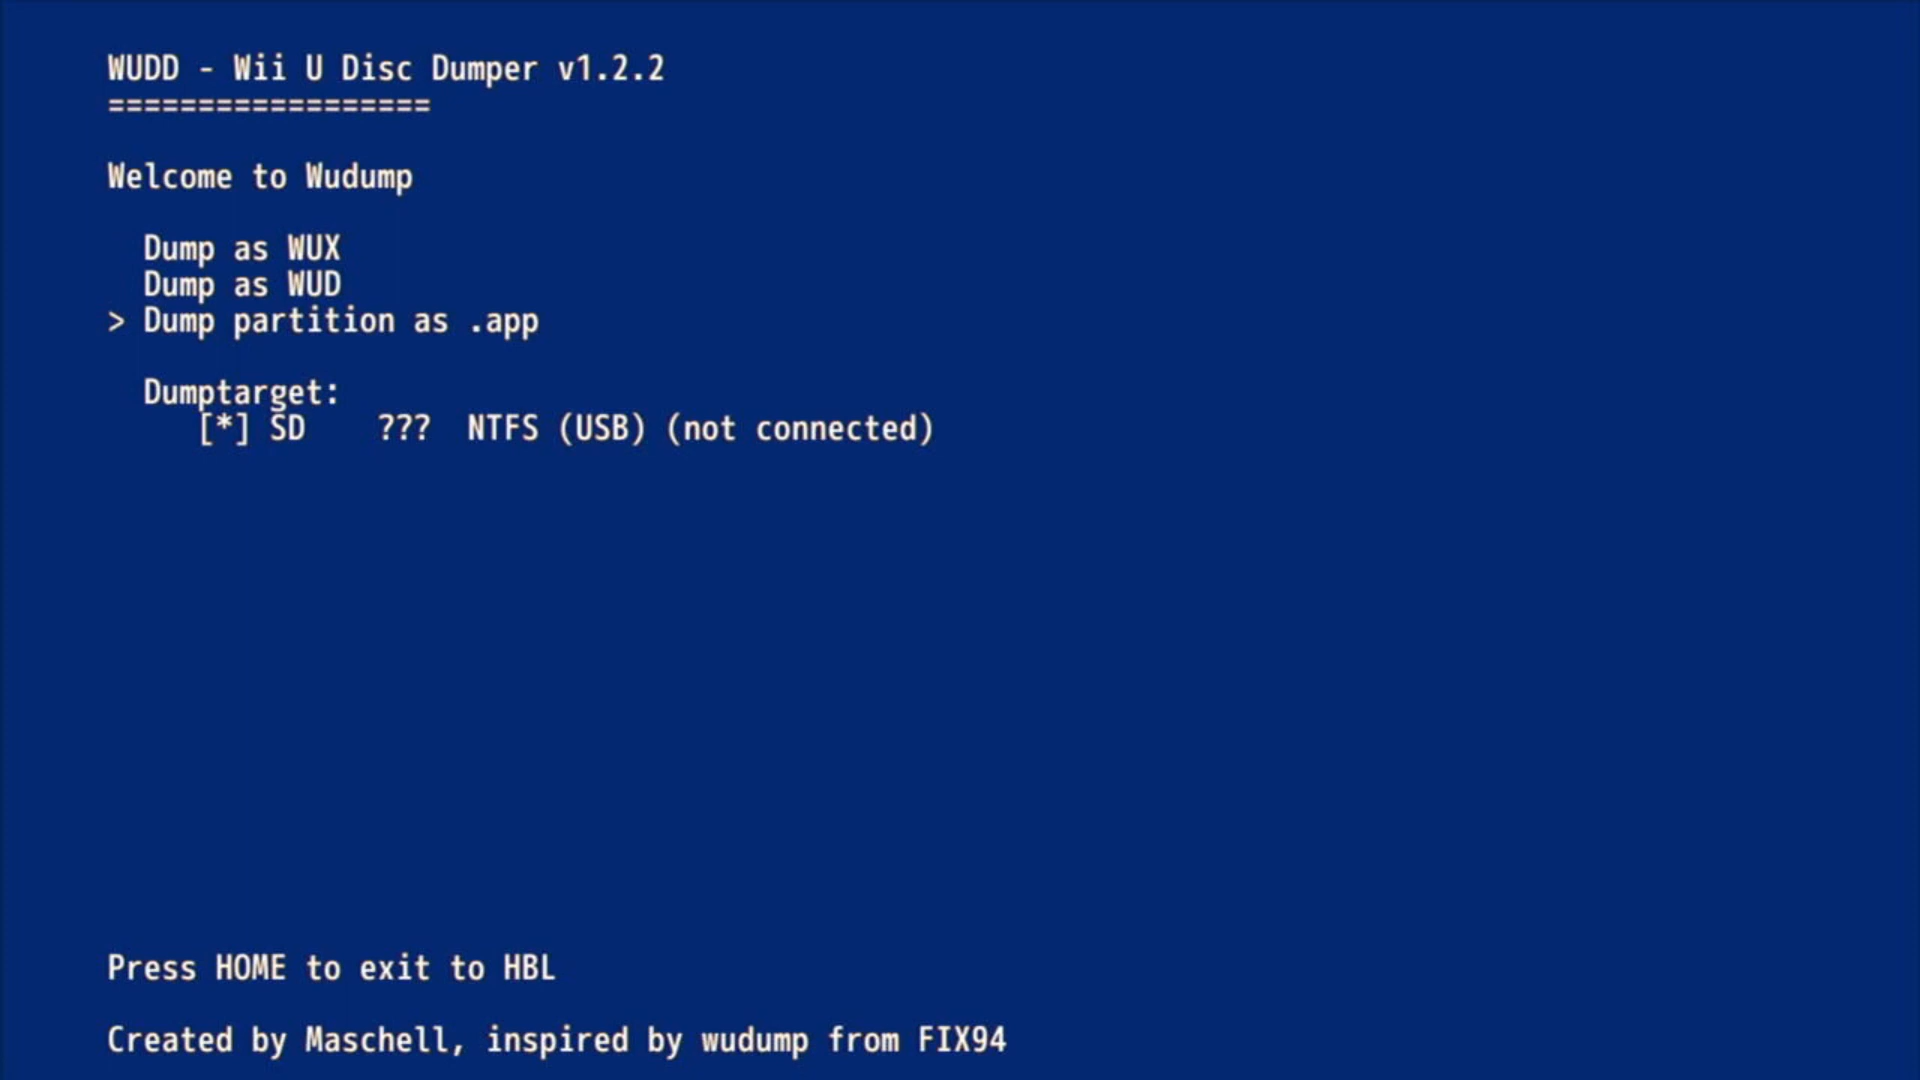 WUDD - Wii U Disc Dumper v1.2.2
==================
Welcome to Wudump
Dump as WUX
Dump as WUD
> Dump partition as .app
Dumptarget:
[*] SD    ???  NTFS (USB) (not connected)
Press HOME to exit to HBL
Created by Maschell, inspired by wudump from FIX94